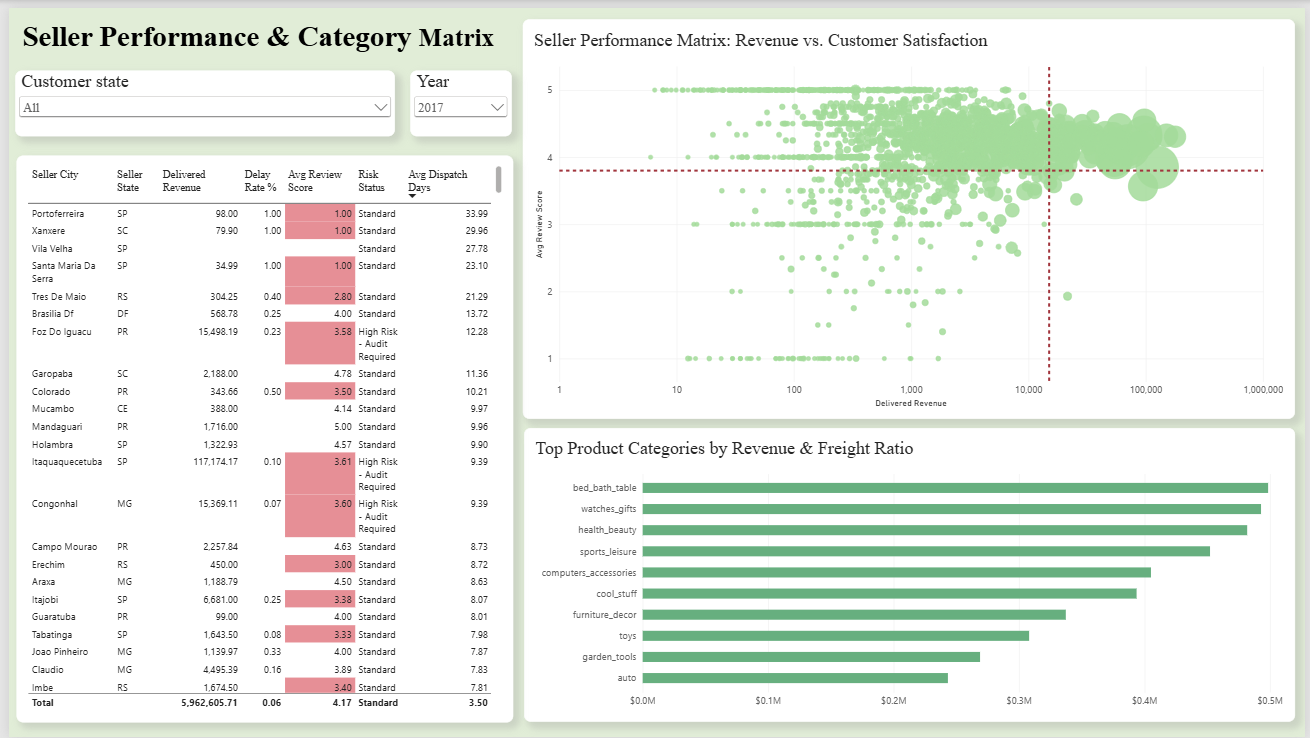 Seller Performance & Category Matrix
Customer state
All
Year
2017
Seller City Seller State Delivered Revenue Delay Rate % Avg Review Score Risk Status Avg Dispatch Days
Portoferreira SP 98.00 1.00 1.00 Standard 33.99
Xanxere SC 79.90 1.00 1.00 Standard 29.96
Vila Velha SP Standard 27.78
Santa Maria Da Serra SP 34.99 1.00 1.00 Standard 23.10
Tres De Maio RS 304.25 0.40 2.80 Standard 21.29
Brasilia Df DF 568.78 0.25 4.00 Standard 13.72
Foz Do Iguacu PR 15,498.19 0.23 3.58 High Risk - Audit Required 12.28
Garopaba SC 2,188.00 4.78 Standard 11.36
Colorado PR 343.66 0.50 3.50 Standard 10.21
Mucambo CE 388.00 4.14 Standard 9.97
Mandaguari PR 1,716.00 5.00 Standard 9.96
Holambra SP 1,322.93 4.57 Standard 9.90
Itaquaquecetuba SP 117,174.17 0.10 3.61 High Risk - Audit Required 9.39
Congonhal MG 15,369.11 0.07 3.60 High Risk - Audit Required 9.39
Campo Mourao PR 2,257.84 4.63 Standard 8.73
Erechim RS 450.00 3.00 Standard 8.72
Araxa MG 1,188.79 4.50 Standard 8.63
Itajobi SP 6,681.00 0.25 3.38 Standard 8.07
Guaratuba PR 99.00 4.00 Standard 8.01
Tabatinga SP 1,643.50 0.08 3.33 Standard 7.98
Joao Pinheiro MG 1,139.97 0.33 4.00 Standard 7.87
Claudio MG 4,495.39 0.16 3.89 Standard 7.83
Imbe RS 1,674.50 3.40 Standard 7.81
Total 5,962,605.71 0.06 4.17 Standard 3.50
Seller Performance Matrix: Revenue vs. Customer Satisfaction
Avg Review Score
5
4
3
2
1
1 10 100 1,000 10,000 100,000 1,000,000
Delivered Revenue
Top Product Categories by Revenue & Freight Ratio
bed_bath_table
watches_gifts
health_beauty
sports_leisure
computers_accessories
cool_stuff
furniture_decor
toys
garden_tools
auto
$0.0M $0.1M $0.2M $0.3M $0.4M $0.5M